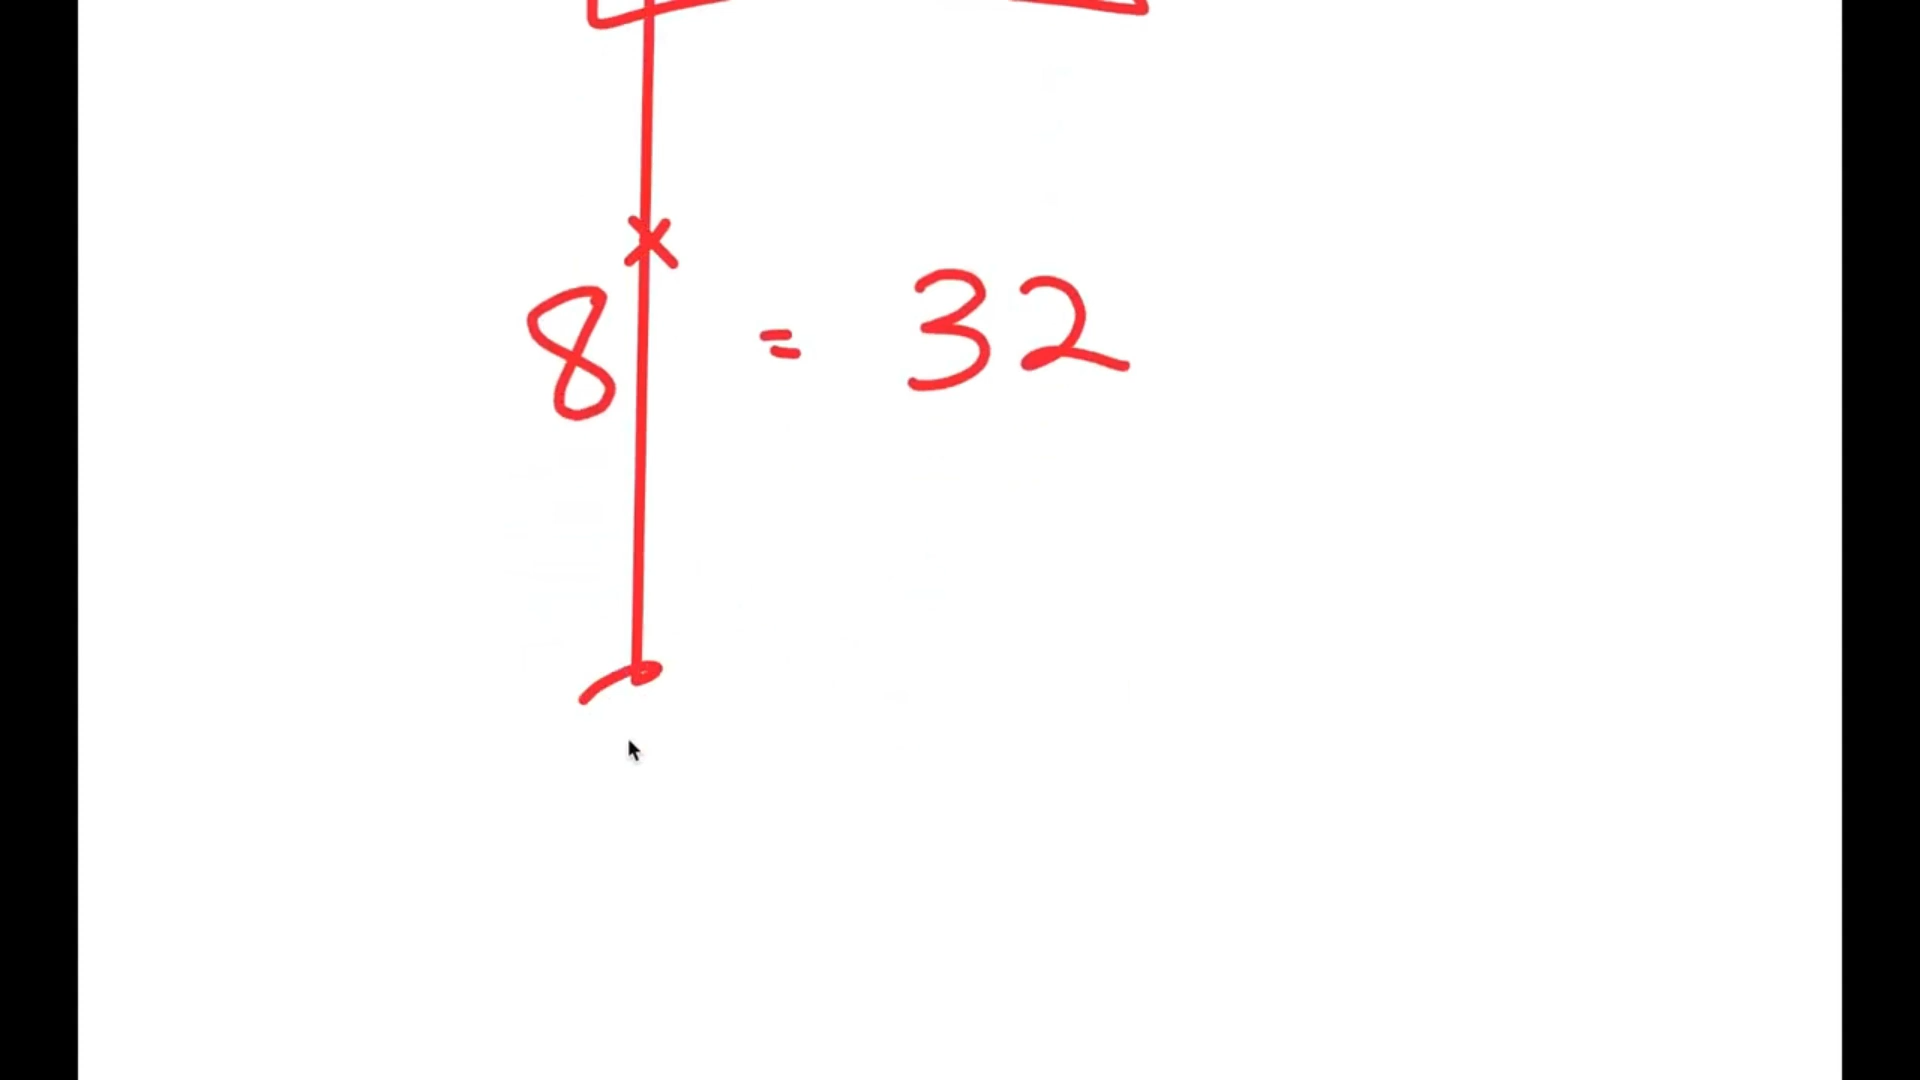 8^x = 32